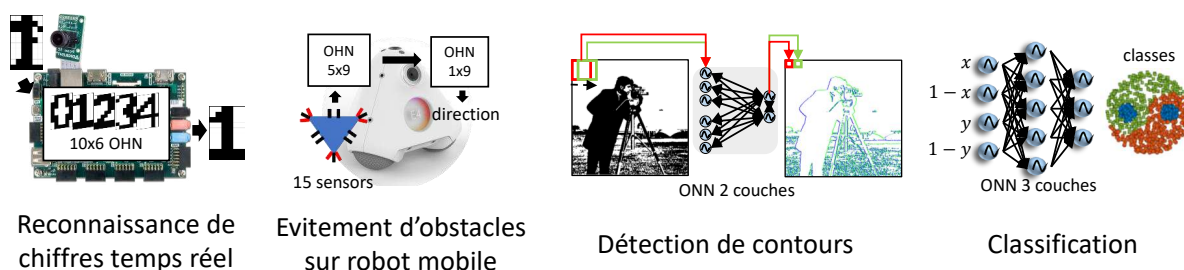 01234
10x6 OHN
1
Reconnaissance de
chiffres temps réel
OHN
5x9
OHN
1x9
direction
15 sensors
Evitement d'obstacles
sur robot mobile
ONN 2 couches
Détection de contours
x
1 − x
y
1 − y
classes
ONN 3 couches
Classification